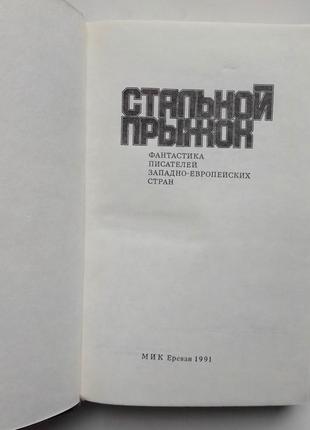 СТАЛЬНОЙ
ПРЫЖОК
ФАНТАСТИКА
ПИСАТЕЛЕЙ
ЗАПАДНО-ЕВРОПЕЙСКИХ
СТРАН
МИК Ереван 1991